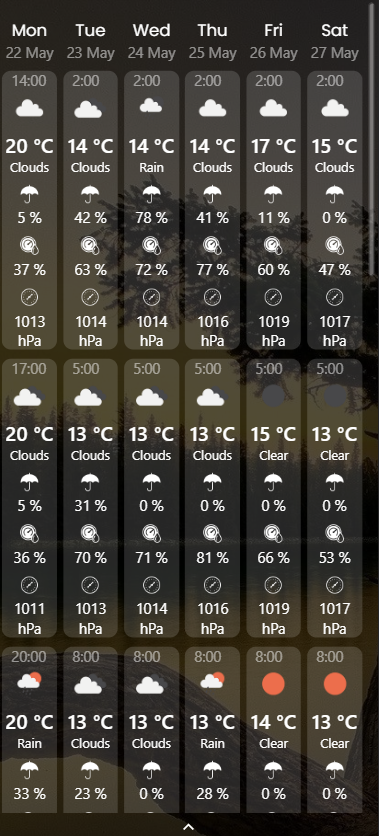 Mon Tue Wed Thu Fri Sat
22 May 23 May 24 May 25 May 26 May 27 May
14:00 2:00 2:00 2:00 2:00 2:00
20 °C 14 °C 14 °C 14 °C 17 °C 15 °C
Clouds Clouds Rain Clouds Clouds Clouds
5 % 42 % 78 % 41 % 11 % 0 %
37 % 63 % 72 % 77 % 60 % 47 %
1013 1014 1014 1016 1019 1017
hPa hPa hPa hPa hPa hPa
17:00 5:00 5:00 5:00 5:00 5:00
20 °C 13 °C 13 °C 13 °C 15 °C 13 °C
Clouds Clouds Clouds Clouds Clear Clear
5 % 31 % 0 % 0 % 0 % 0 %
36 % 70 % 71 % 81 % 66 % 53 %
1011 1013 1014 1016 1019 1017
hPa hPa hPa hPa hPa hPa
20:00 8:00 8:00 8:00 8:00 8:00
20 °C 13 °C 13 °C 13 °C 14 °C 13 °C
Rain Clouds Clouds Rain Clear Clear
33 % 23 % 0 % 28 % 0 % 0 %